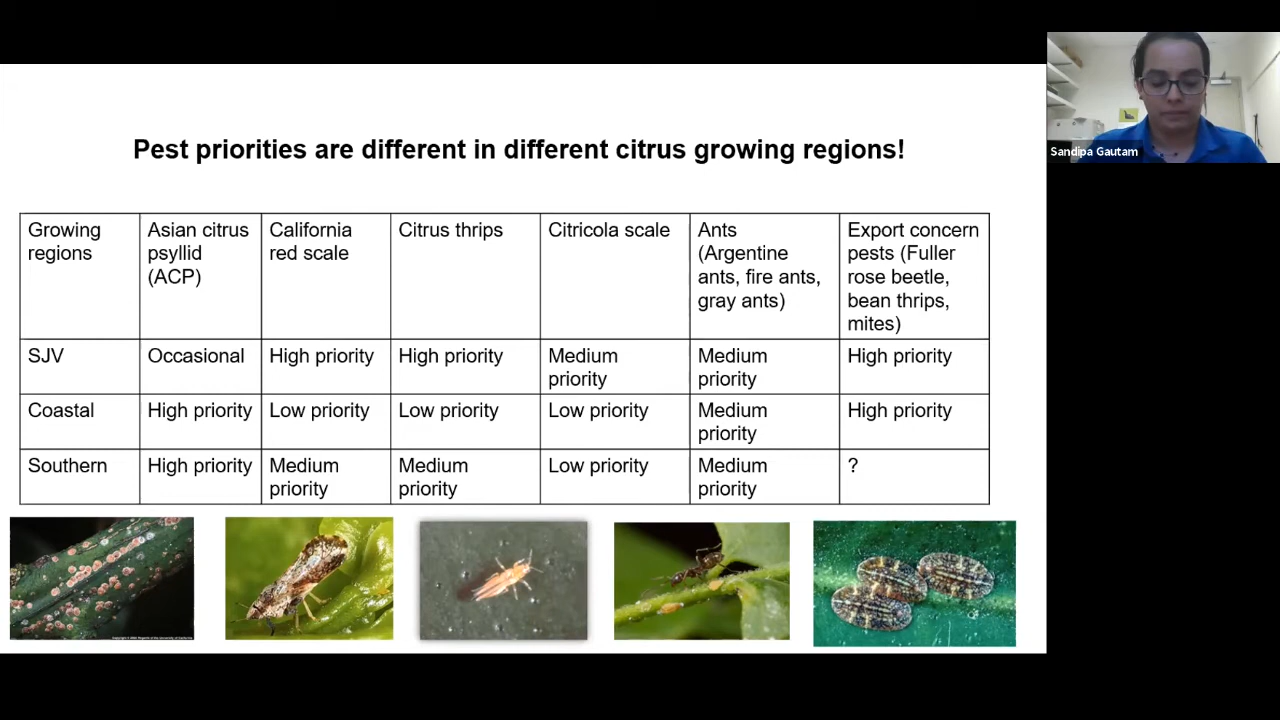 Pest priorities are different in different citrus growing regions!
Sandipa Gautam
Growing regions
Asian citrus psyllid (ACP)
California red scale
Citrus thrips
Citricola scale
Ants (Argentine ants, fire ants, gray ants)
Export concern pests (Fuller rose beetle, bean thrips, mites)
SJV
Occasional
High priority
High priority
Medium priority
Medium priority
High priority
Coastal
High priority
Low priority
Low priority
Low priority
Medium priority
High priority
Southern
High priority
Medium priority
Medium priority
Low priority
Medium priority
?